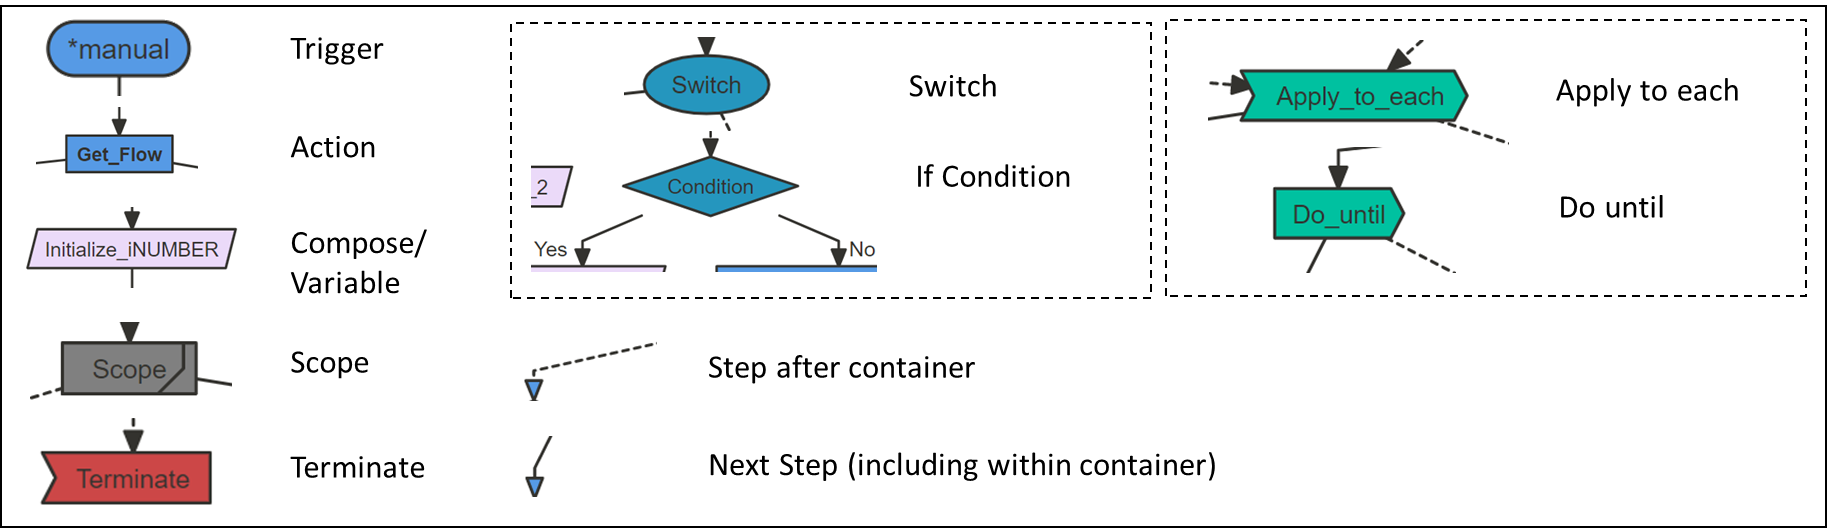 *manual
Trigger
Get_Flow
Action
Initialize_iNUMBER
Compose/
Variable
Scope
Scope
Terminate
Terminate
Switch
Switch
_2
Condition
If Condition
Yes
No
Step after container
Next Step (including within container)
Apply_to_each
Apply to each
Do_until
Do until